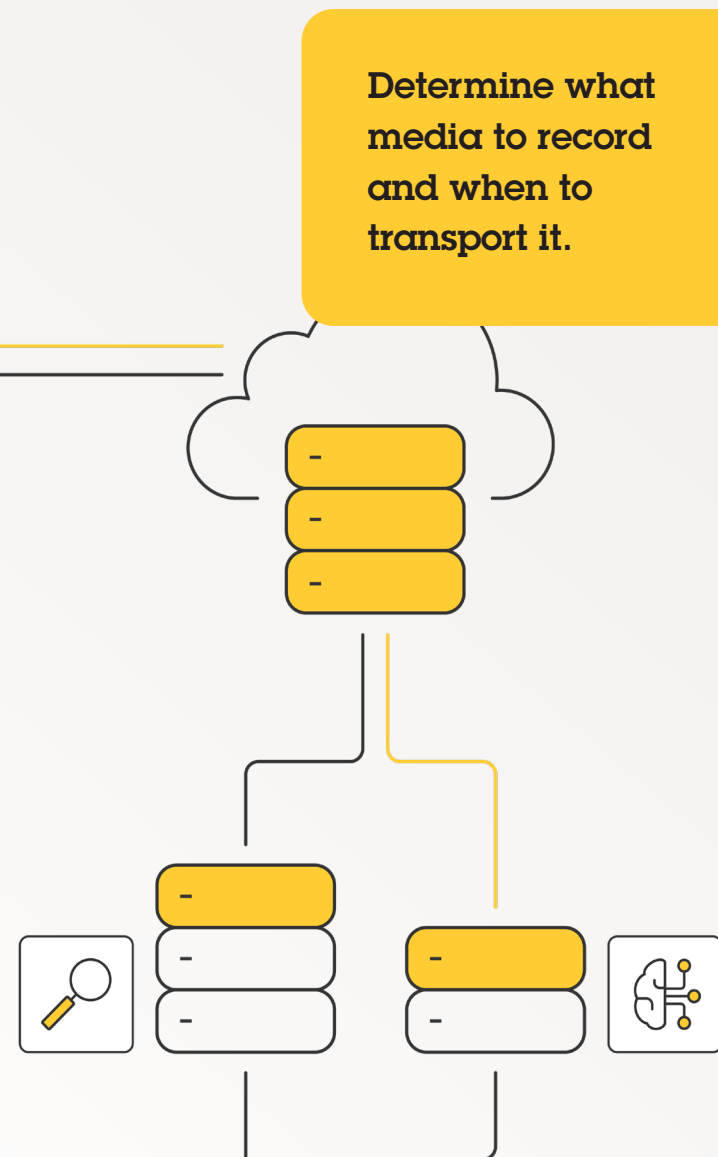 Determine what
media to record
and when to
transport it.